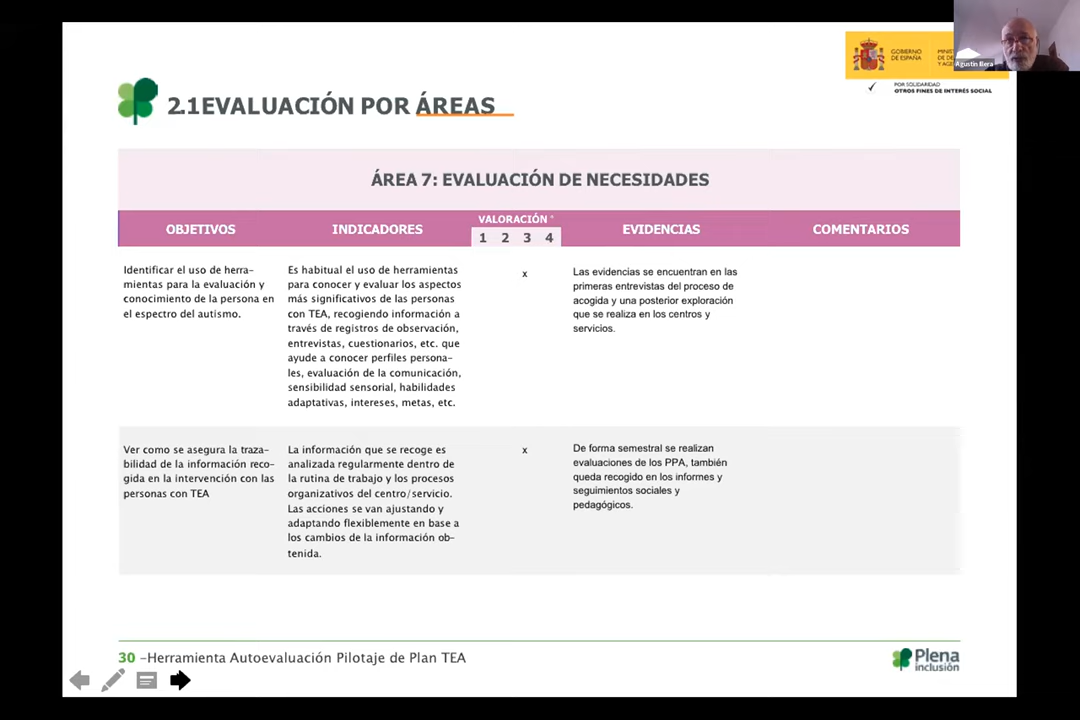 GOBIERNO
DE ESPAÑA
Agustín Illera
POR SOLIDARIDAD
OTROS FINES DE INTERÉS SOCIAL
2.1EVALUACIÓN POR ÁREAS
ÁREA 7: EVALUACIÓN DE NECESIDADES
OBJETIVOS
INDICADORES
VALORACIÓN *
1 2 3 4
EVIDENCIAS
COMENTARIOS
Identificar el uso de herra-
mientas para la evaluación y
conocimiento de la persona en
el espectro del autismo.
Es habitual el uso de herramientas
para conocer y evaluar los aspectos
más significativos de las personas
con TEA, recogiendo información a
través de registros de observación,
entrevistas, cuestionarios, etc. que
ayude a conocer perfiles persona-
les, evaluación de la comunicación,
sensibilidad sensorial, habilidades
adaptativas, intereses, metas, etc.
x
Las evidencias se encuentran en las
primeras entrevistas del proceso de
acogida y una posterior exploración
que se realiza en los centros y
servicios.
Ver como se asegura la traza-
bilidad de la información reco-
gida en la intervención con las
personas con TEA
La información que se recoge es
analizada regularmente dentro de
la rutina de trabajo y los procesos
organizativos del centro/servicio.
Las acciones se van ajustando y
adaptando flexiblemente en base a
los cambios de la información ob-
tenida.
x
De forma semestral se realizan
evaluaciones de los PPA, también
queda recogido en los informes y
seguimientos sociales y
pedagógicos.
30 –Herramienta Autoevaluación Pilotaje de Plan TEA
Plena
inclusión